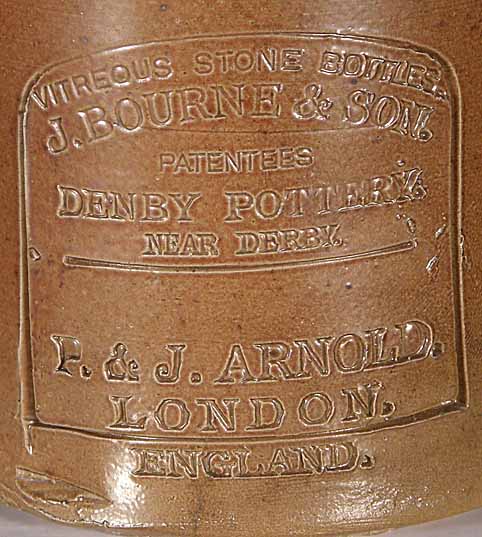 VITREOUS STONE BOTTLES.
J. BOURNE & SON.
PATENTEES
DENBY POTTERY.
NEAR DERBY.
P. & J. ARNOLD.
LONDON.
ENGLAND.